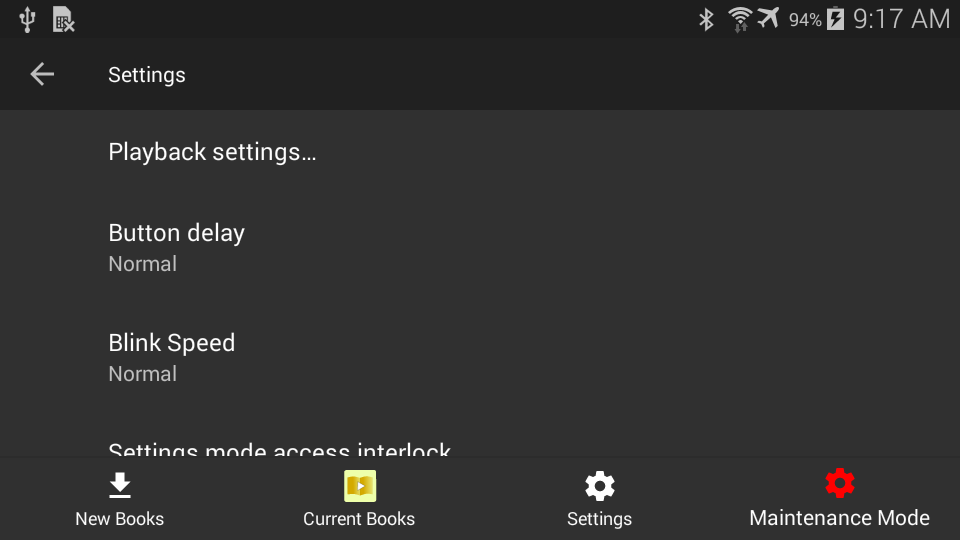 94% 9:17 AM
Settings
Playback settings...
Button delay
Normal
Blink Speed
Normal
Settings mode access interlock
New Books
Current Books
Settings
Maintenance Mode